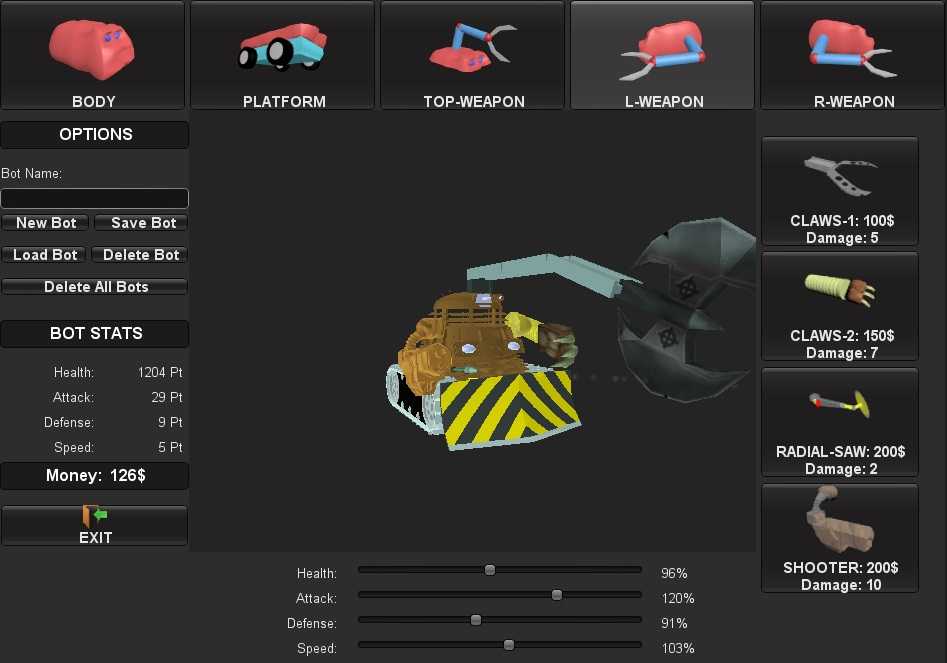 BODY
PLATFORM
TOP-WEAPON
L-WEAPON
R-WEAPON
OPTIONS
Bot Name:
New Bot
Save Bot
Load Bot
Delete Bot
Delete All Bots
BOT STATS
Health: 1204 Pt
Attack: 29 Pt
Defense: 9 Pt
Speed: 5 Pt
Money: 126$
EXIT
CLAWS-1: 100$
Damage: 5
CLAWS-2: 150$
Damage: 7
RADIAL-SAW: 200$
Damage: 2
SHOOTER: 200$
Damage: 10
Health: 96%
Attack: 120%
Defense: 91%
Speed: 103%